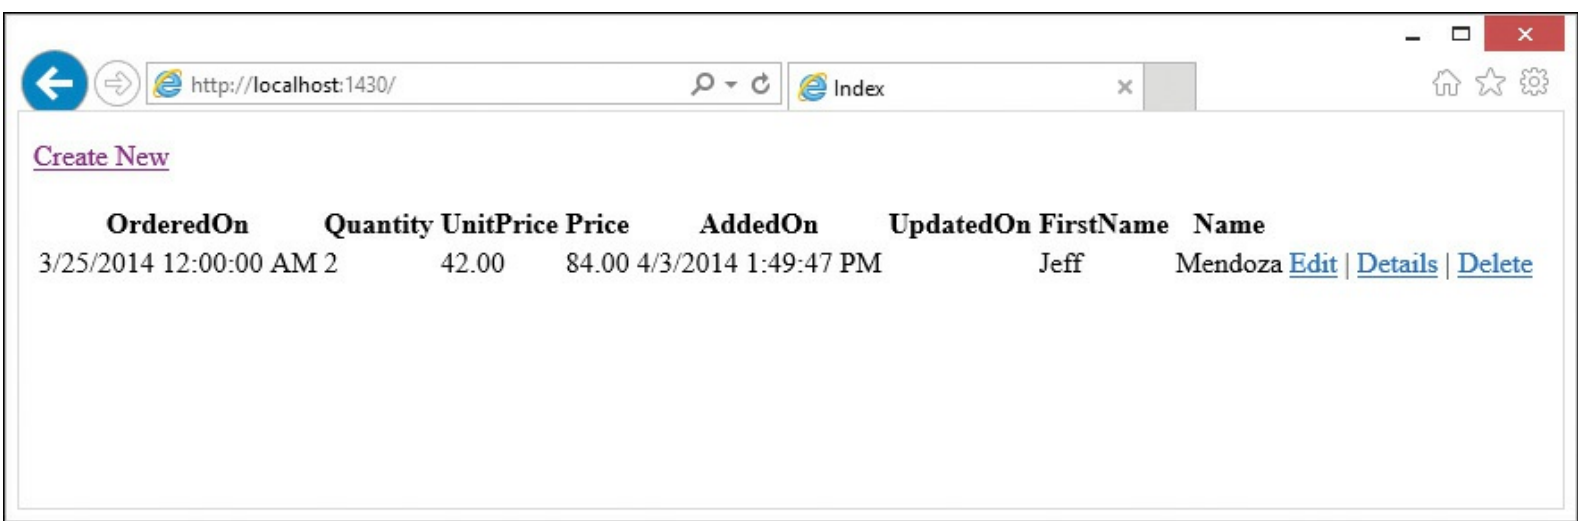 http://localhost:1430/ Index
Create New
OrderedOn Quantity UnitPrice Price AddedOn UpdatedOn FirstName Name
3/25/2014 12:00:00 AM 2 42.00 84.00 4/3/2014 1:49:47 PM Jeff Mendoza Edit | Details | Delete